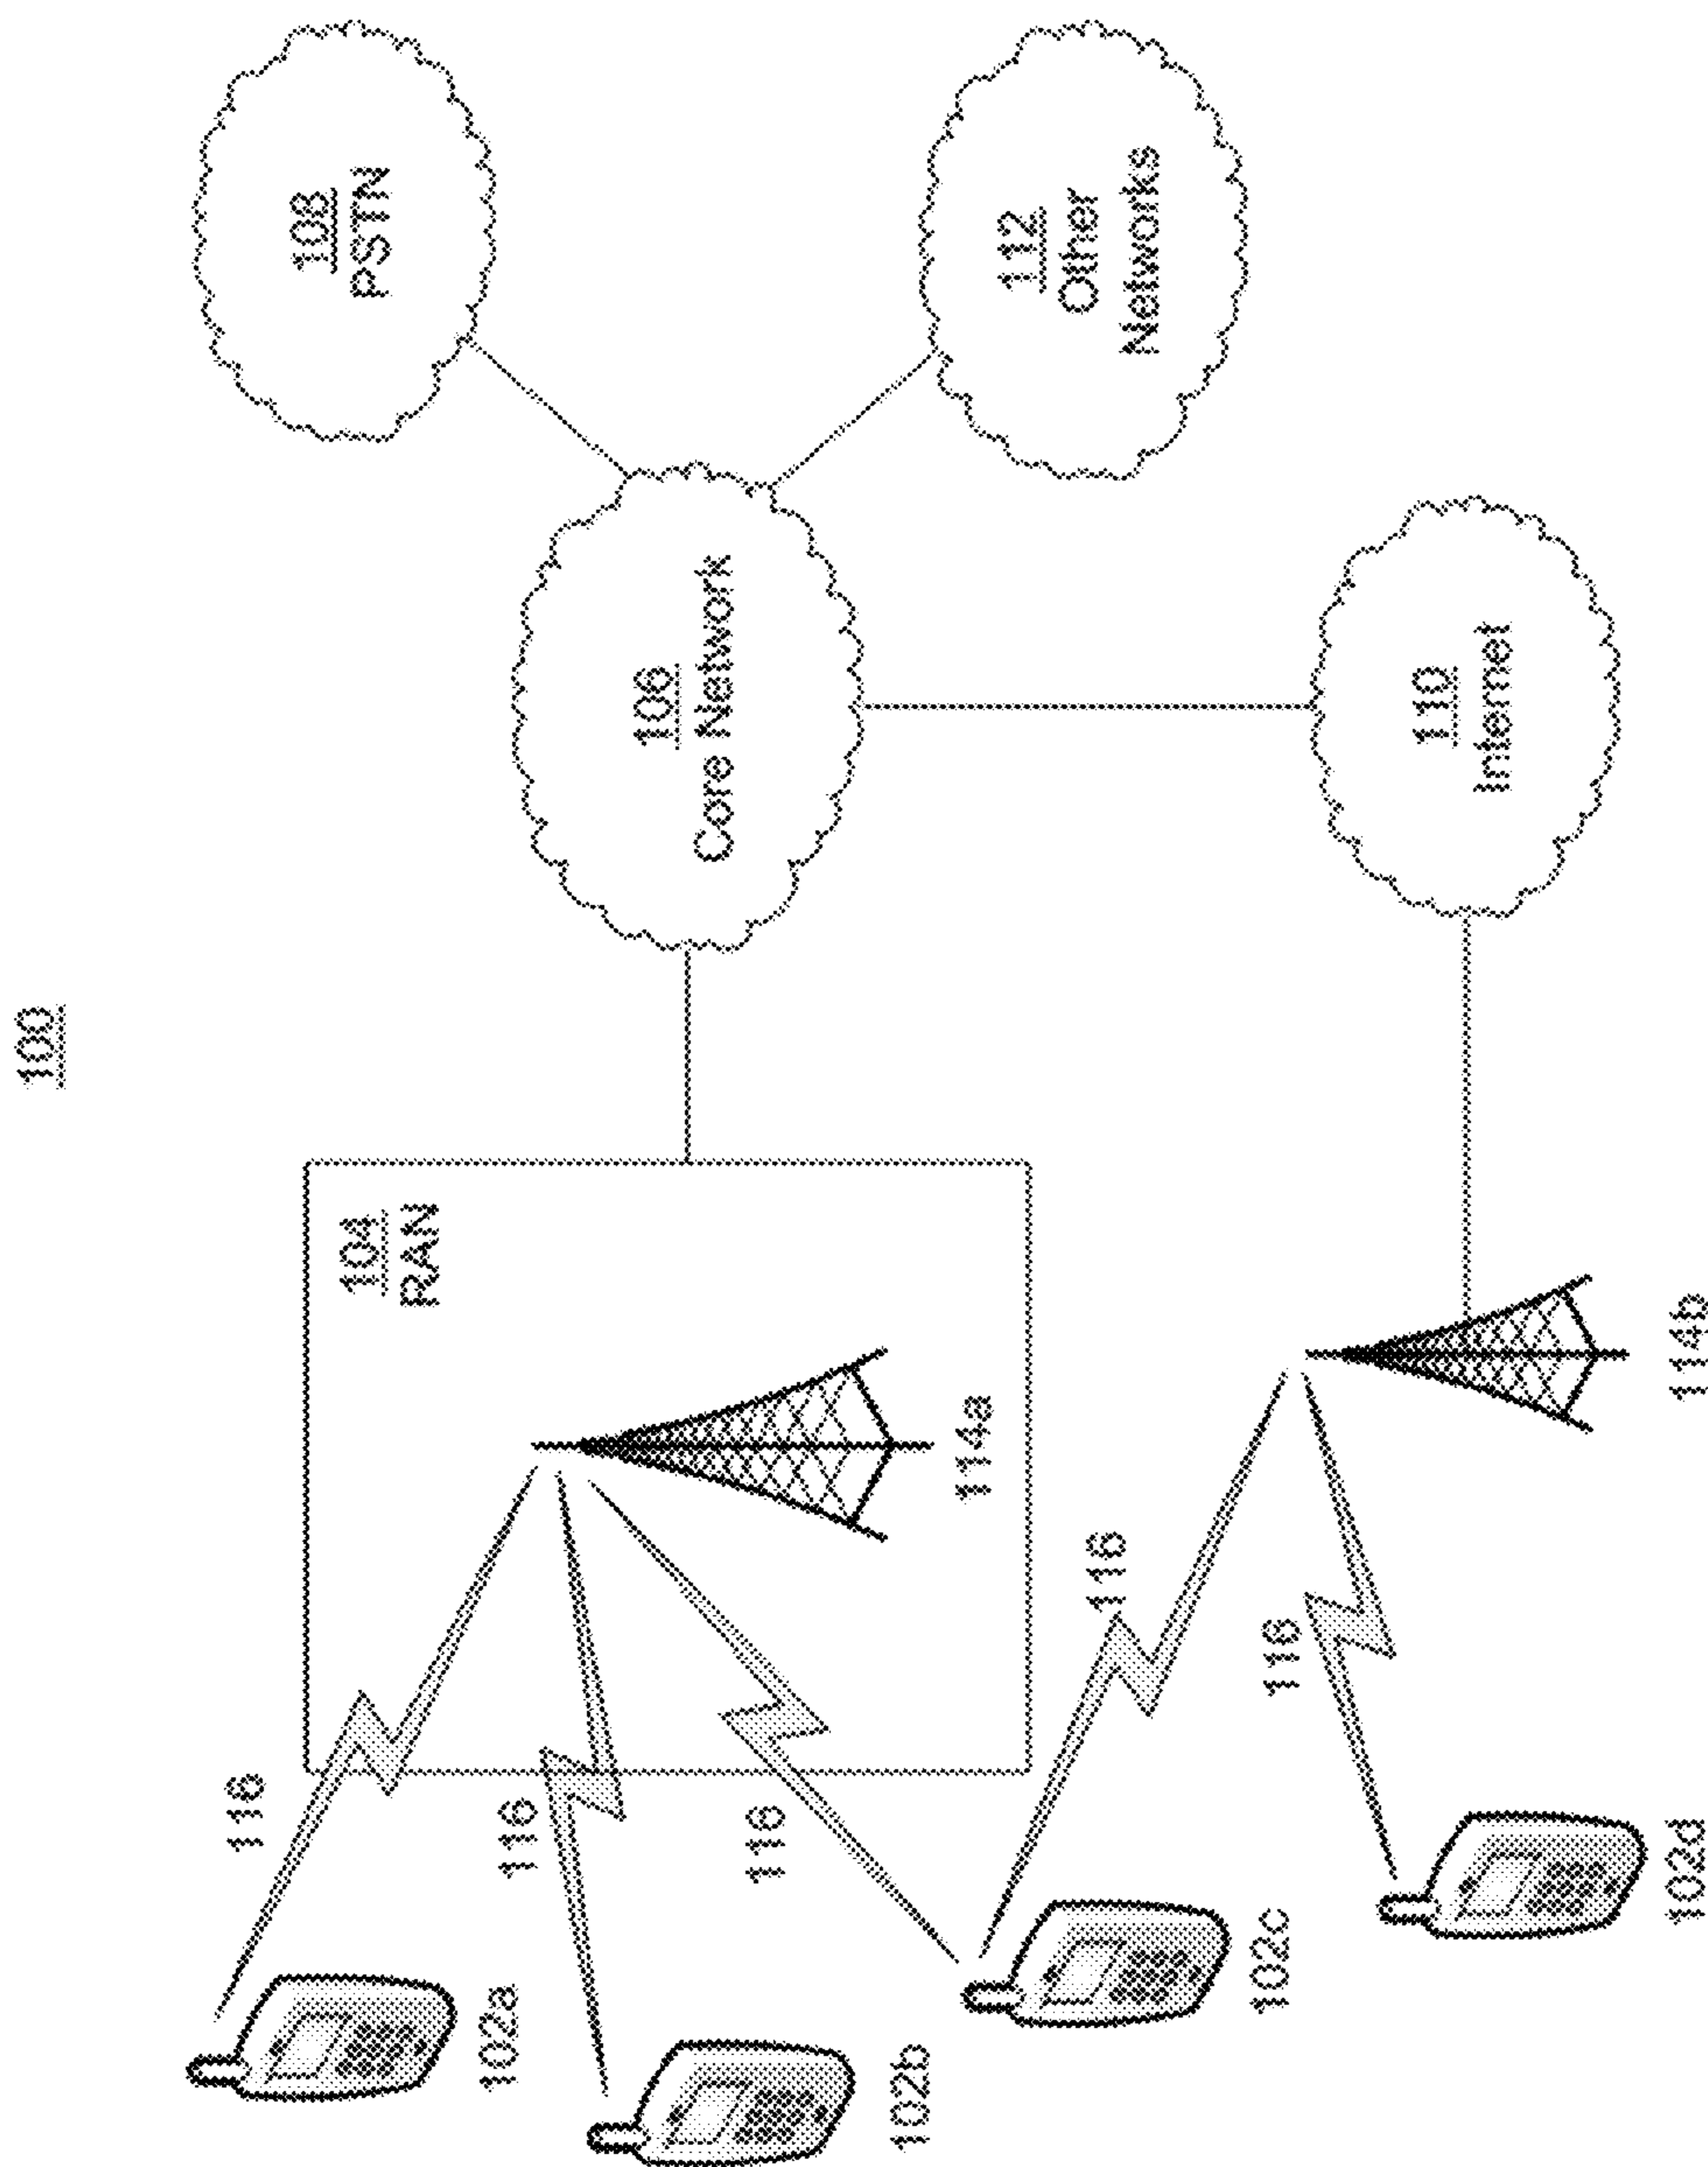 100
108
PSTN
106
Core Network
112
Other
Networks
104
RAN
110
Internet
114a
114b
116
116
116
116
116
102a
102b
102c
102d